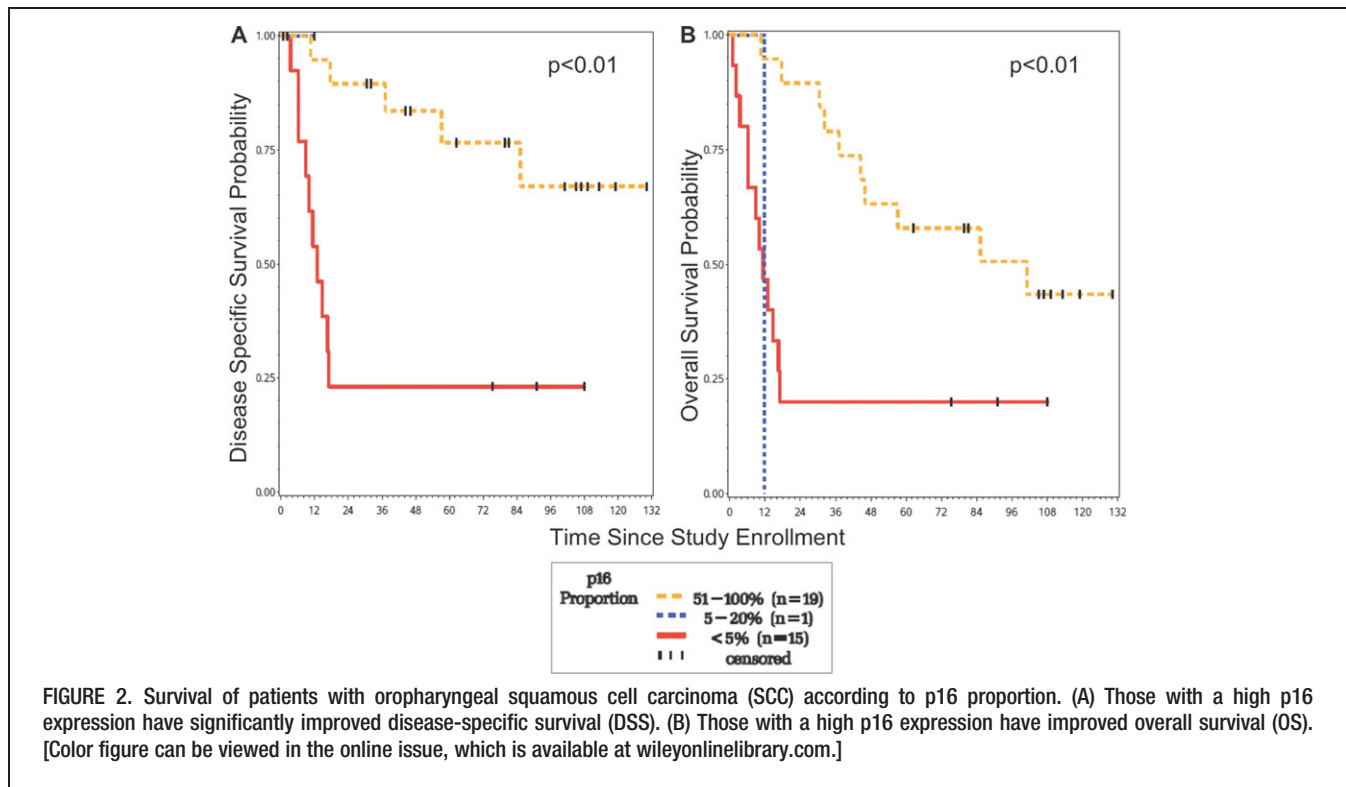 A
p<0.01
Disease Specific Survival Probability
1.00
0.75
0.50
0.25
0.00
0 12 24 36 48 60 72 84 96 108 120 132
B
p<0.01
Overall Survival Probability
1.00
0.75
0.50
0.25
0.00
0 12 24 36 48 60 72 84 96 108 120 132
Time Since Study Enrollment
p16
Proportion
51−100% (n=19)
5−20% (n=1)
<5% (n=15)
censored
FIGURE 2. Survival of patients with oropharyngeal squamous cell carcinoma (SCC) according to p16 proportion. (A) Those with a high p16
expression have significantly improved disease-specific survival (DSS). (B) Those with a high p16 expression have improved overall survival (OS).
[Color figure can be viewed in the online issue, which is available at wileyonlinelibrary.com.]